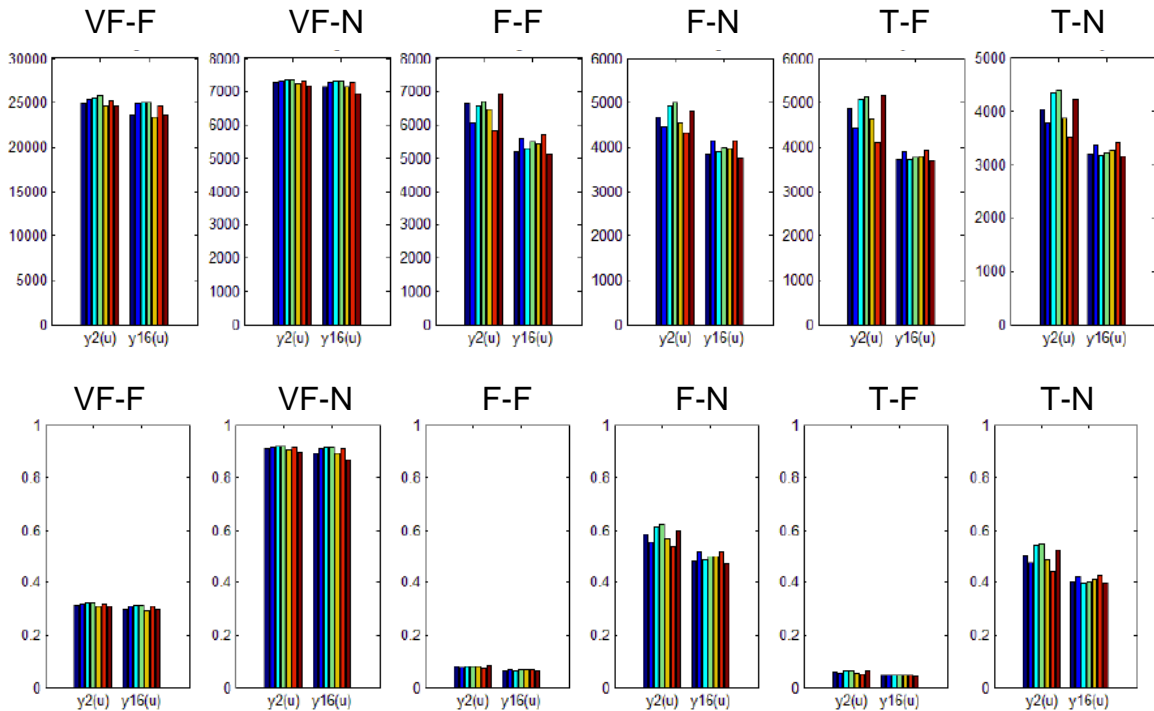 VF-F VF-N F-F F-N T-F T-N
30000 8000 8000 6000 6000 5000
25000 7000 7000 5000 5000 4000
20000 6000 6000 4000 4000 3000
15000 5000 5000 3000 3000 2000
10000 4000 4000 2000 2000 1000
5000 3000 3000 1000 1000 0
0 2000 2000 0 0
1000 1000
0 0
y2(u) y16(u) y2(u) y16(u) y2(u) y16(u) y2(u) y16(u) y2(u) y16(u) y2(u) y16(u)
VF-F VF-N F-F F-N T-F T-N
1 1 1 1 1 1
0.8 0.8 0.8 0.8 0.8 0.8
0.6 0.6 0.6 0.6 0.6 0.6
0.4 0.4 0.4 0.4 0.4 0.4
0.2 0.2 0.2 0.2 0.2 0.2
0 0 0 0 0 0
y2(u) y16(u) y2(u) y16(u) y2(u) y16(u) y2(u) y16(u) y2(u) y16(u) y2(u) y16(u)